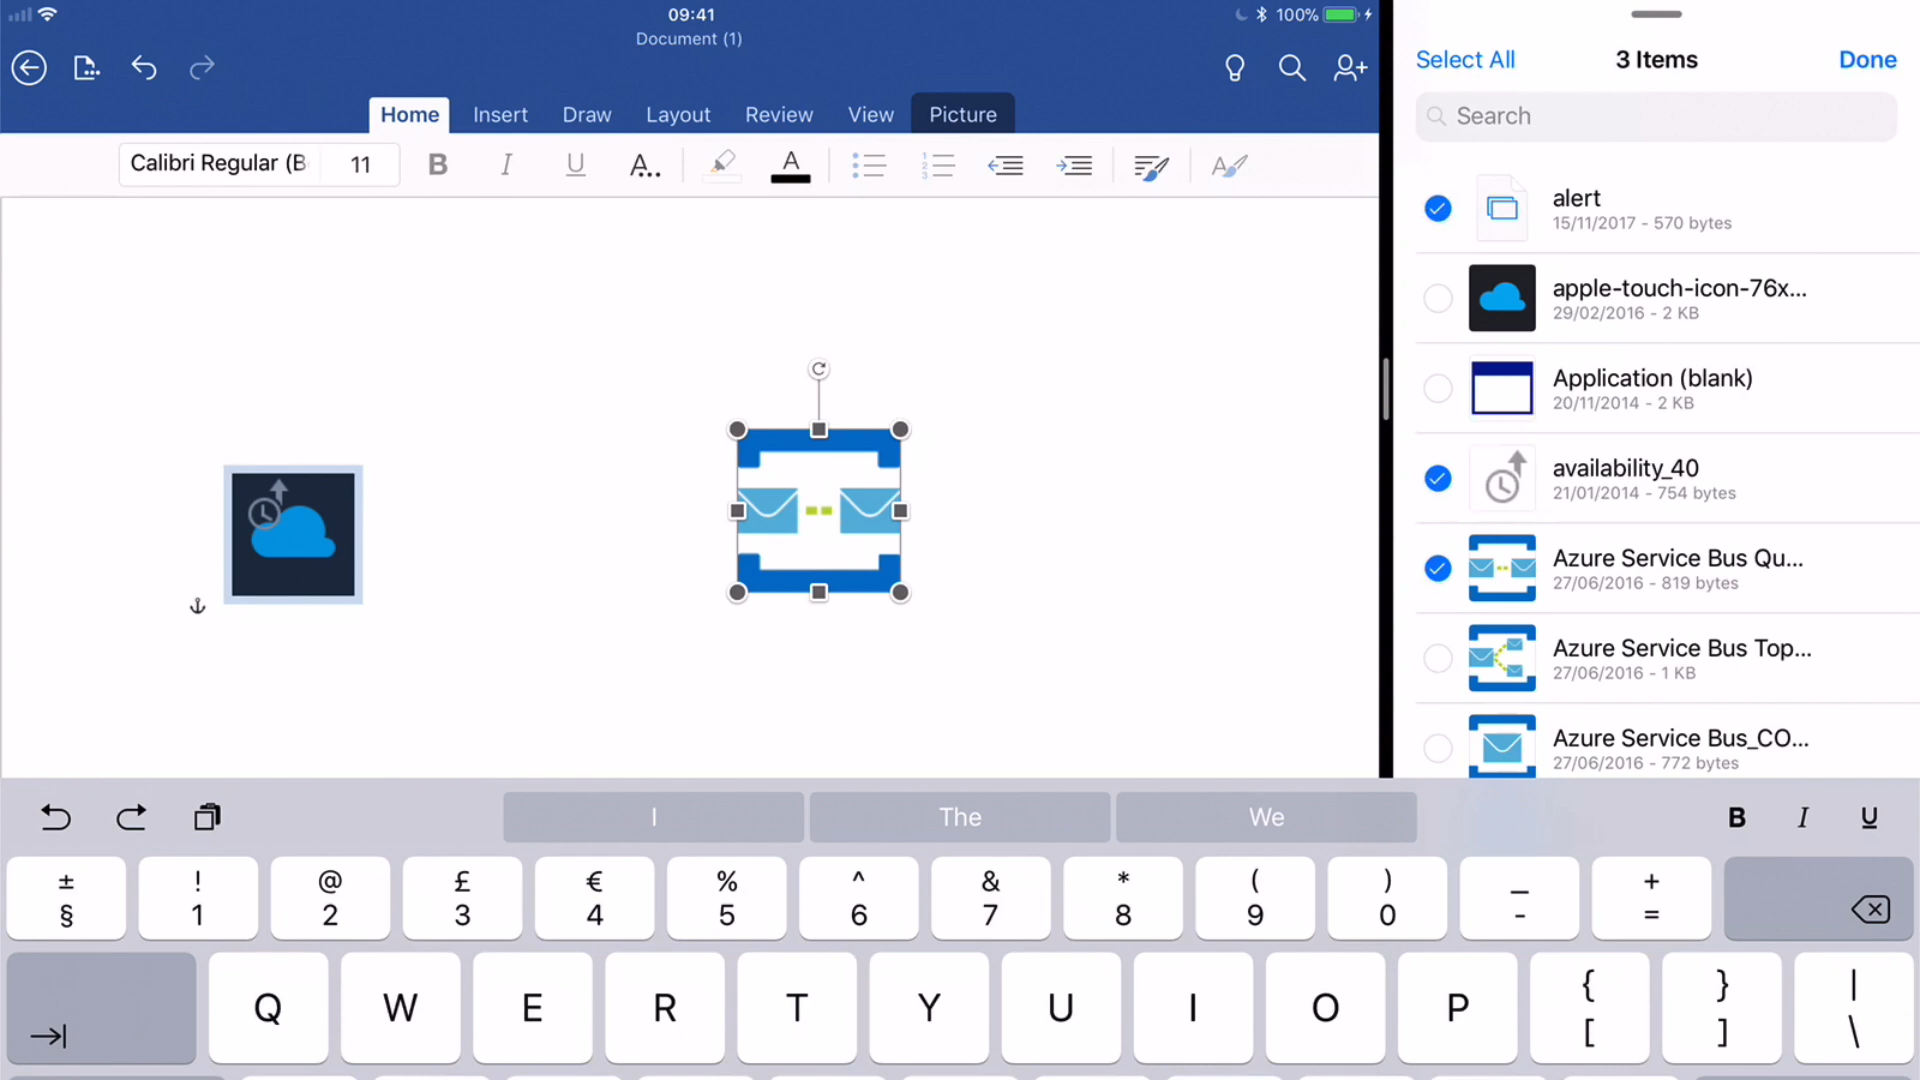 09:41
100%
Document (1)
Home Insert Draw Layout Review View Picture
Calibri Regular (B 11 B I U A... A
1
2
3
A
Select All 3 Items Done
Search
alert
15/11/2017 - 570 bytes
apple-touch-icon-76x...
29/02/2016 - 2 KB
Application (blank)
20/11/2014 - 2 KB
availability_40
21/01/2014 - 754 bytes
Azure Service Bus Qu...
27/06/2016 - 819 bytes
Azure Service Bus Top...
27/06/2016 - 1 KB
Azure Service Bus_CO...
27/06/2016 - 772 bytes
I The We B I U
± ! @ £ € % ^ & * ( ) _ +
§ 1 2 3 4 5 6 7 8 9 0 - =
Q W E R T Y U I O P { } |
[ ] \